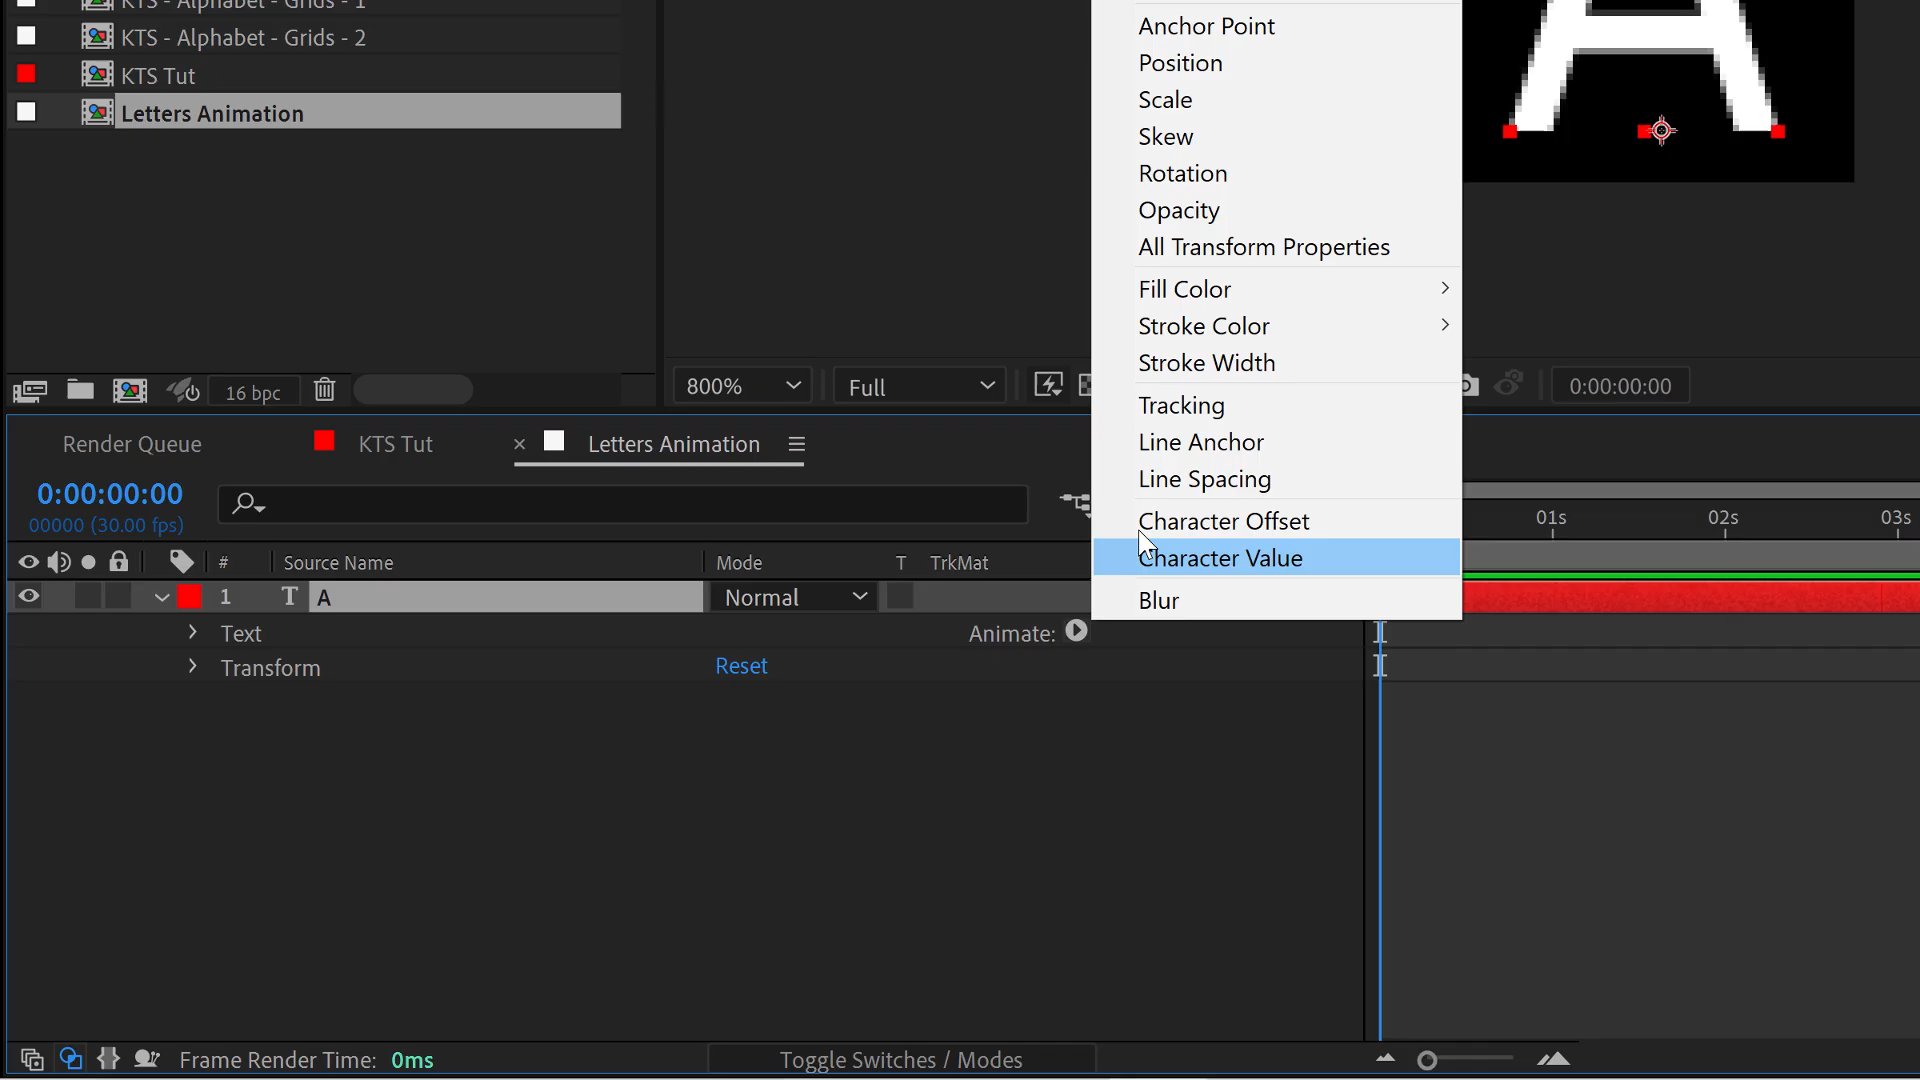 KTS - Alphabet - Grids - 1
KTS - Alphabet - Grids - 2
KTS Tut
Letters Animation
16 bpc
800%
Full
0:00:00:00
Anchor Point
Position
Scale
Skew
Rotation
Opacity
All Transform Properties
Fill Color
Stroke Color
Stroke Width
Tracking
Line Anchor
Line Spacing
Character Offset
Character Value
Blur
A
Render Queue
KTS Tut
× Letters Animation
0:00:00:00
00000 (30.00 fps)
01s 02s 03s
# Source Name Mode T TrkMat
1 T A Normal
Text Animate:
Transform Reset
Frame Render Time: 0ms
Toggle Switches / Modes